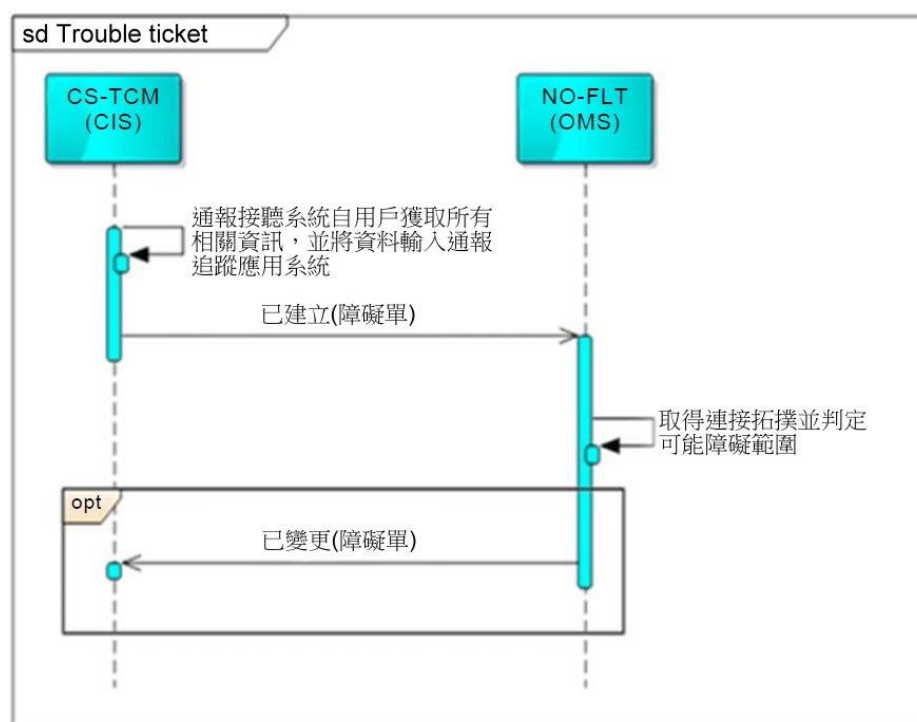 sd Trouble ticket
CS-TCM
(CIS)
NO-FLT
(OMS)
通報接聽系統自用戶獲取所有
相關資訊，並將資料輸入通報
追蹤應用系統
已建立(障礙單)
取得連接拓撲並判定
可能障礙範圍
opt
已變更(障礙單)